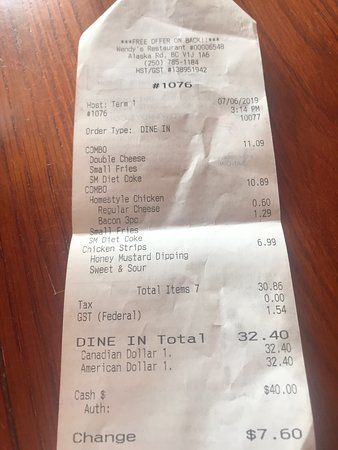 ***FREE OFFER ON BACK!!***
Wendy's Restaurant #00006548
Alaska Rd, BC V1J 1A6
(250) 785-1184
HST/GST #138951942
#1076
Host: Term 1 07/06/2019
#1076 3:14 PM
10077
Order Type: DINE IN
COMBO 11.09
Double Cheese
Small Fries
SM Diet Coke
COMBO 10.89
Homestyle Chicken
Regular Cheese 0.60
Bacon 3pc 1.29
Small Fries
SM Diet Coke
Chicken Strips 6.99
Honey Mustard Dipping
Sweet & Sour
Total Items 7 30.86
Tax 0.00
GST (Federal) 1.54
DINE IN Total 32.40
Canadian Dollar 1. 32.40
American Dollar 1. 32.40
Cash $ $40.00
Auth:
Change $7.60